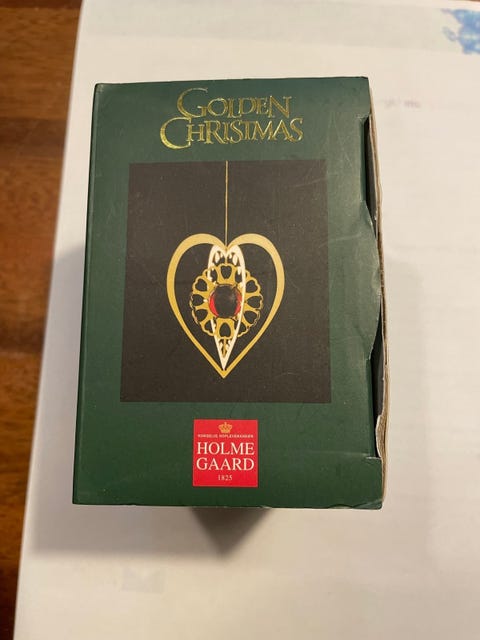 GOLDEN
CHRISTMAS
KONGELIG HOFLEVERANDØR
HOLME
GAARD
1825